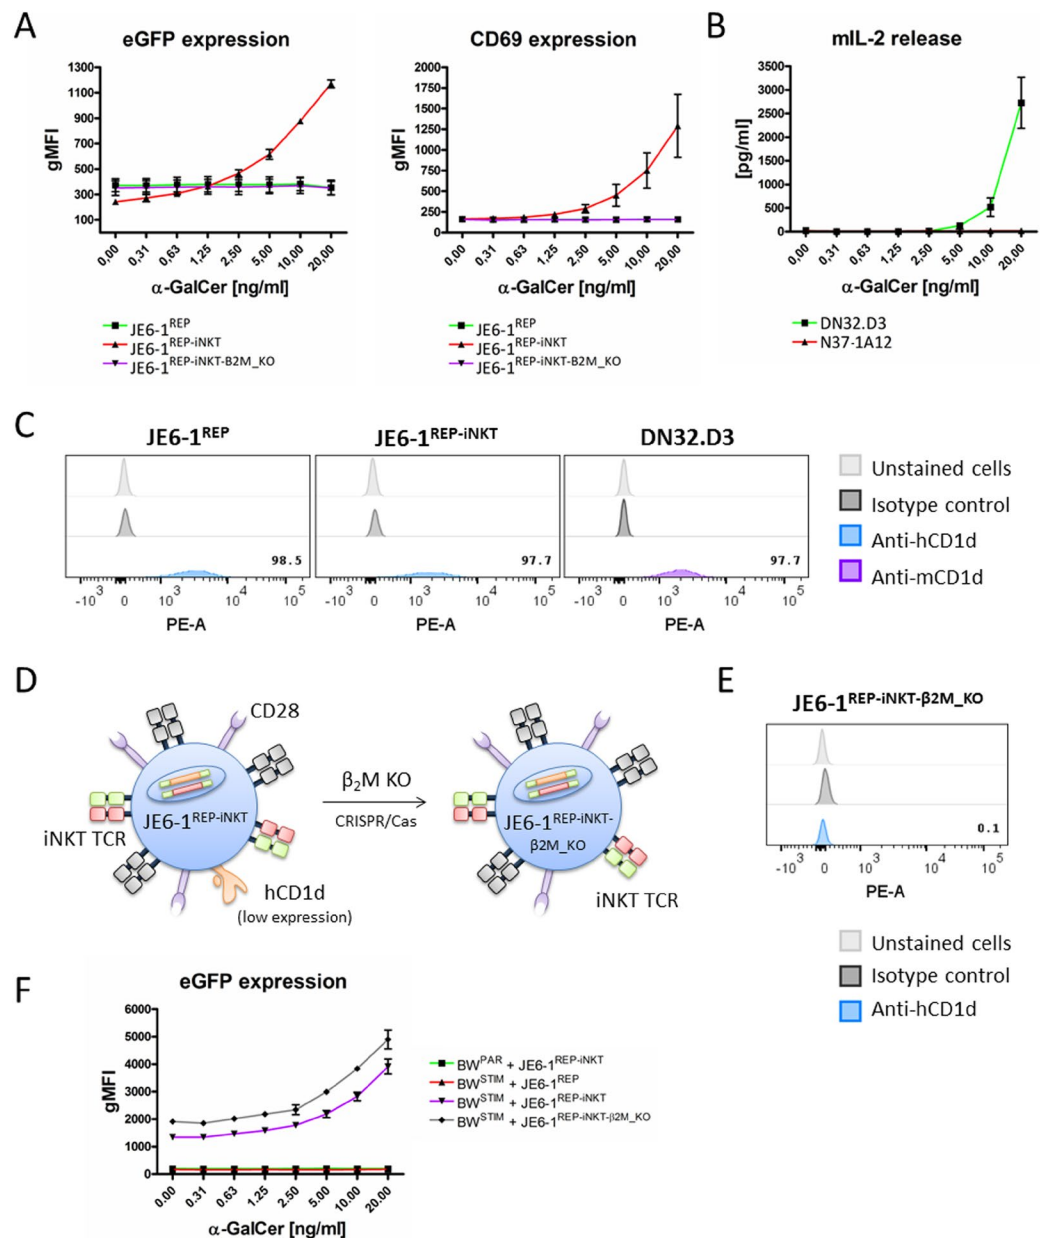 A
eGFP expression
CD69 expression
B
mIL-2 release
gMFI
1300
1100
900
700
500
300
100
0.00
0.31
0.63
1.25
2.50
5.00
10.00
20.00
α-GalCer [ng/ml]
JE6-1REP
JE6-1REP-iNKT
JE6-1REP-iNKT-B2M_KO
gMFI
2000
1750
1500
1250
1000
750
500
250
0
0.00
0.31
0.63
1.25
2.50
5.00
10.00
20.00
α-GalCer [ng/ml]
JE6-1REP
JE6-1REP-iNKT
JE6-1REP-iNKT-B2M_KO
[pg/ml]
3500
3000
2500
2000
1500
1000
500
0
0.00
0.31
0.63
1.25
2.50
5.00
10.00
20.00
α-GalCer [ng/ml]
DN32.D3
N37-1A12
C
JE6-1REP
JE6-1REP-iNKT
DN32.D3
98.5
97.7
97.7
-10³ 0 10³ 10⁴ 10⁵
-10³ 0 10³ 10⁴ 10⁵
-10³ 0 10³ 10⁴ 10⁵
PE-A
PE-A
PE-A
Unstained cells
Isotype control
Anti-hCD1d
Anti-mCD1d
D
CD28
JE6-1REP-iNKT
iNKT TCR
hCD1d
(low expression)
β₂M KO
CRISPR/Cas
JE6-1REP-iNKT-
β2M_KO
iNKT TCR
E
JE6-1REP-iNKT-β2M_KO
0.1
-10³ 0 10³ 10⁴ 10⁵
PE-A
Unstained cells
Isotype control
Anti-hCD1d
F
eGFP expression
gMFI
6000
5000
4000
3000
2000
1000
0
0.00
0.31
0.63
1.25
2.50
5.00
10.00
20.00
α-GalCer [ng/ml]
BWPAR + JE6-1REP-iNKT
BWSTIM + JE6-1REP
BWSTIM + JE6-1REP-iNKT
BWSTIM + JE6-1REP-iNKT-β2M_KO